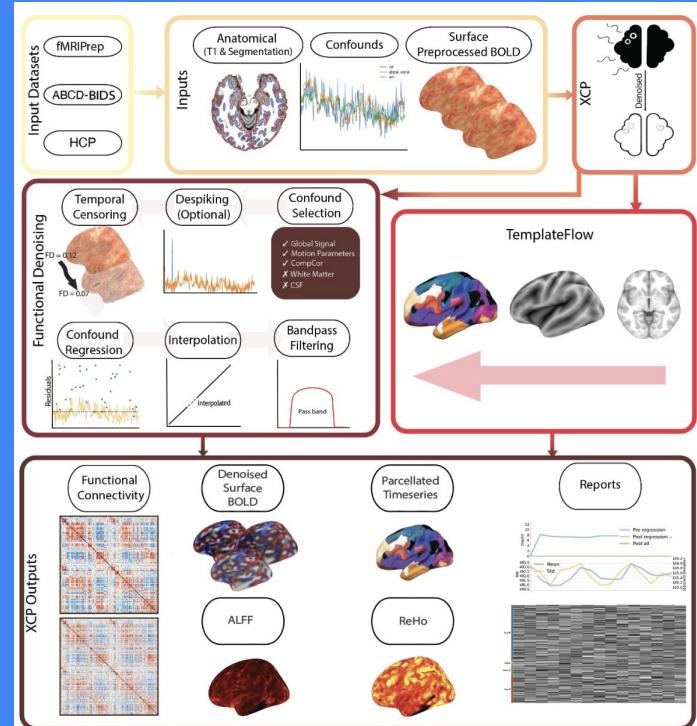 Input Datasets
fMRIPrep
ABCD-BIDS
HCP
Inputs
Anatomical
(T1 & Segmentation)
Confounds
Surface
Preprocessed BOLD
XCP
Denoised
Functional Denoising
Temporal
Censoring
FD = 0.12
FD = 0.07
Despiking
(Optional)
Confound
Selection
✓ Global Signal
✓ Motion Parameters
✓ CompCor
✗ White Matter
✗ CSF
Confound
Regression
Residuals
Interpolation
Interpolated
Bandpass
Filtering
Pass band
TemplateFlow
XCP Outputs
Functional
Connectivity
Denoised
Surface
BOLD
Parcellated
Timeseries
Reports
Pre regression
Post regression
Post all
Mean
Std
ALFF
ReHo